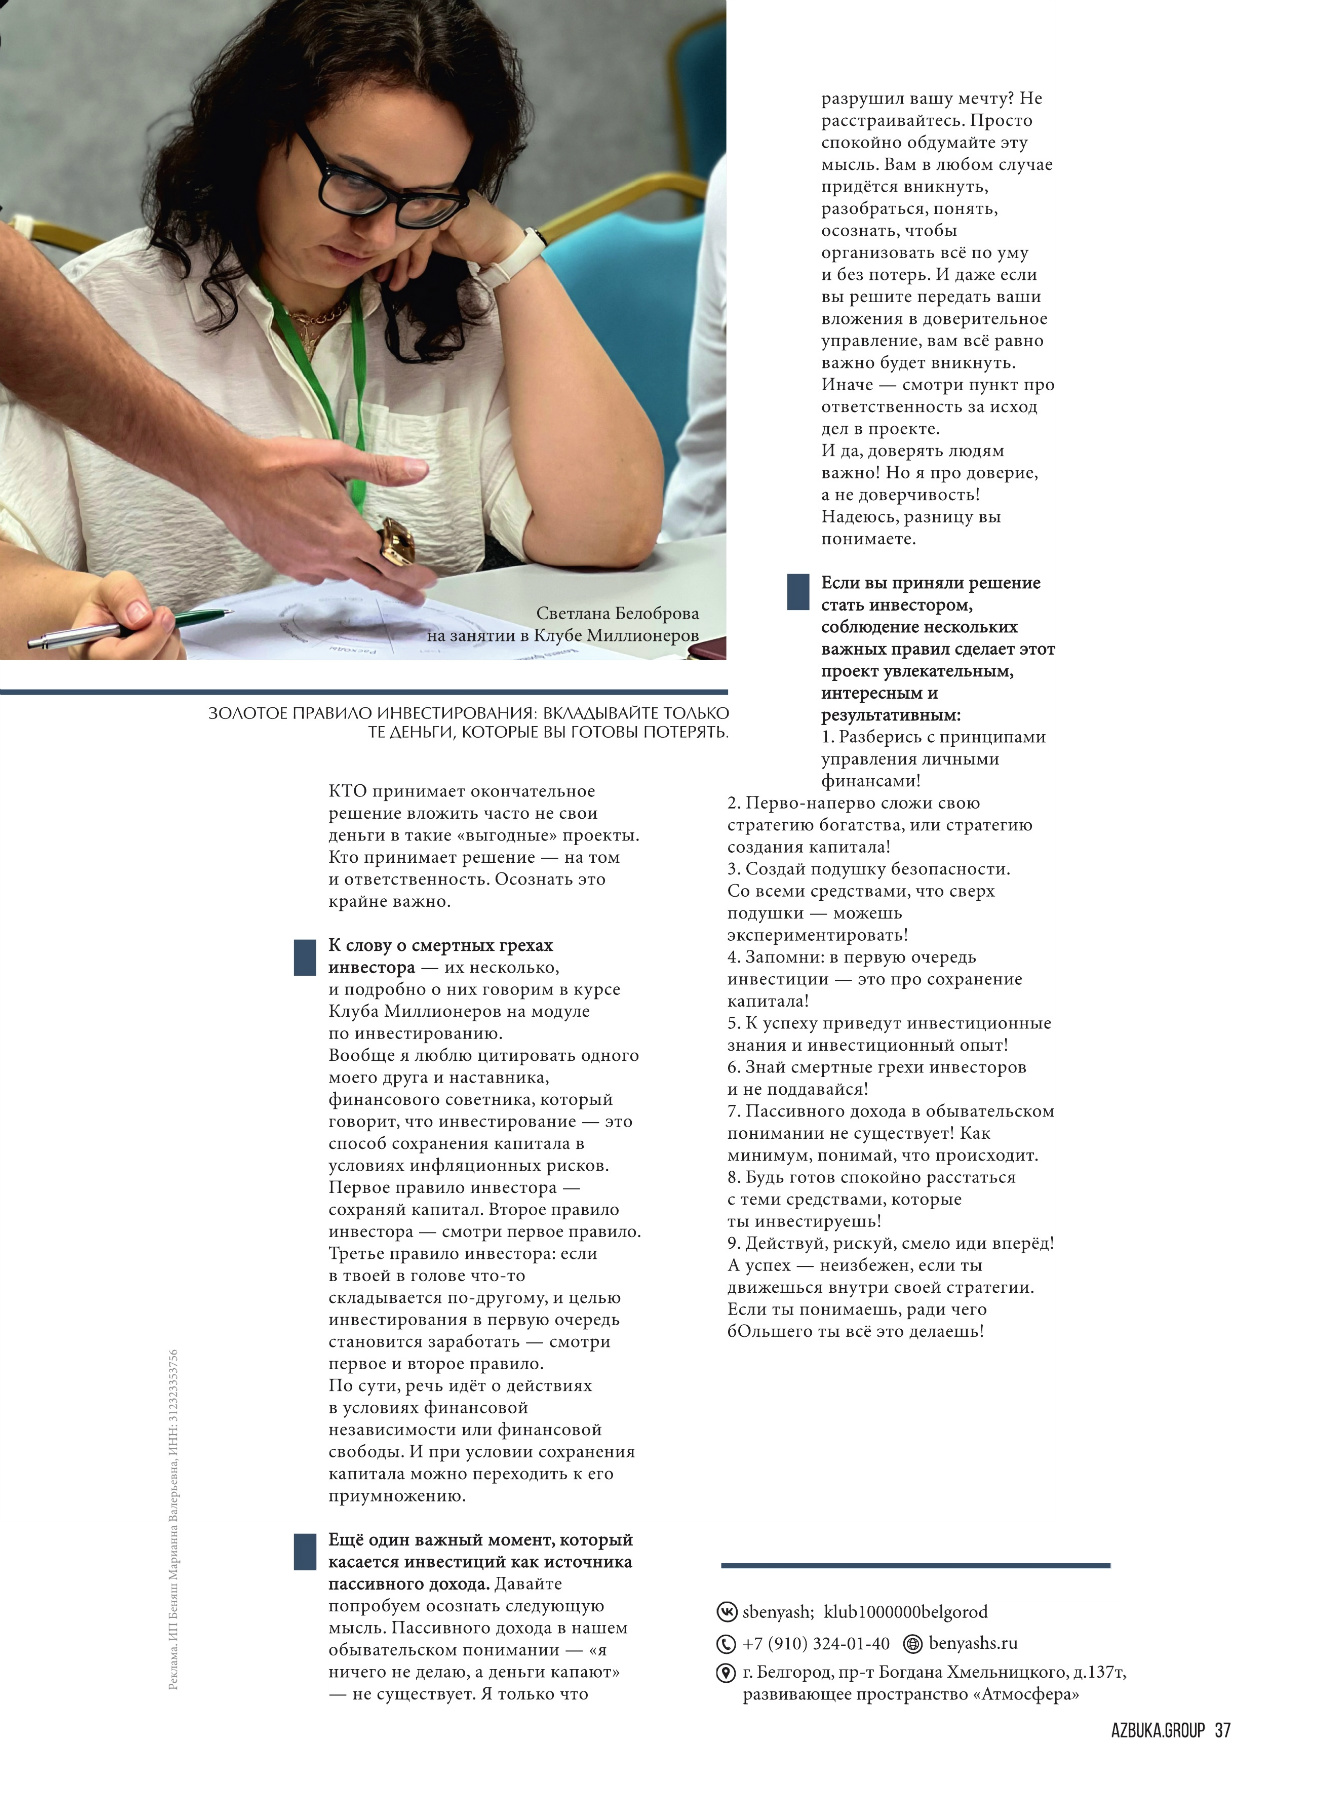 Светлана Белоброва
на занятии в Клубе Миллионеров
ЗОЛОТОЕ ПРАВИЛО ИНВЕСТИРОВАНИЯ: ВКЛАДЫВАЙТЕ ТОЛЬКО
ТЕ ДЕНЬГИ, КОТОРЫЕ ВЫ ГОТОВЫ ПОТЕРЯТЬ.
КТО принимает окончательное
решение вложить часто не свои
деньги в такие «выгодные» проекты.
Кто принимает решение — на том
и ответственность. Осознать это
крайне важно.
К слову о смертных грехах
инвестора — их несколько,
и подробно о них говорим в курсе
Клуба Миллионеров на модуле
по инвестированию.
Вообще я люблю цитировать одного
моего друга и наставника,
финансового советника, который
говорит, что инвестирование — это
способ сохранения капитала в
условиях инфляционных рисков.
Первое правило инвестора —
сохраняй капитал. Второе правило
инвестора — смотри первое правило.
Третье правило инвестора: если
в твоей в голове что-то
складывается по-другому, и целью
инвестирования в первую очередь
становится заработать — смотри
первое и второе правило.
По сути, речь идёт о действиях
в условиях финансовой
независимости или финансовой
свободы. И при условии сохранения
капитала можно переходить к его
приумножению.
Ещё один важный момент, который
касается инвестиций как источника
пассивного дохода. Давайте
попробуем осознать следующую
мысль. Пассивного дохода в нашем
обывательском понимании — «я
ничего не делаю, а деньги капают»
— не существует. Я только что
разрушил вашу мечту? Не
расстраивайтесь. Просто
спокойно обдумайте эту
мысль. Вам в любом случае
придётся вникнуть,
разобраться, понять,
осознать, чтобы
организовать всё по уму
и без потерь. И даже если
вы решите передать ваши
вложения в доверительное
управление, вам всё равно
важно будет вникнуть.
Иначе — смотри пункт про
ответственность за исход
дел в проекте.
И да, доверять людям
важно! Но я про доверие,
а не доверчивость!
Надеюсь, разницу вы
понимаете.
Если вы приняли решение
стать инвестором,
соблюдение нескольких
важных правил сделает этот
проект увлекательным,
интересным и
результативным:
1. Разберись с принципами
управления личными
финансами!
2. Перво-наперво сложи свою
стратегию богатства, или стратегию
создания капитала!
3. Создай подушку безопасности.
Со всеми средствами, что сверх
подушки — можешь
экспериментировать!
4. Запомни: в первую очередь
инвестиции — это про сохранение
капитала!
5. К успеху приведут инвестиционные
знания и инвестиционный опыт!
6. Знай смертные грехи инвесторов
и не поддавайся!
7. Пассивного дохода в обывательском
понимании не существует! Как
минимум, понимай, что происходит.
8. Будь готов спокойно расстаться
с теми средствами, которые
ты инвестируешь!
9. Действуй, рискуй, смело иди вперёд!
А успех — неизбежен, если ты
движешься внутри своей стратегии.
Если ты понимаешь, ради чего
бОльшего ты всё это делаешь!
Реклама. ИП Беняш Марианна Валерьевна, ИНН: 312323353756
sbenyash; klub1000000belgorod
+7 (910) 324-01-40 benyashs.ru
г. Белгород, пр-т Богдана Хмельницкого, д.137т,
развивающее пространство «Атмосфера»
AZBUKA.GROUP 37